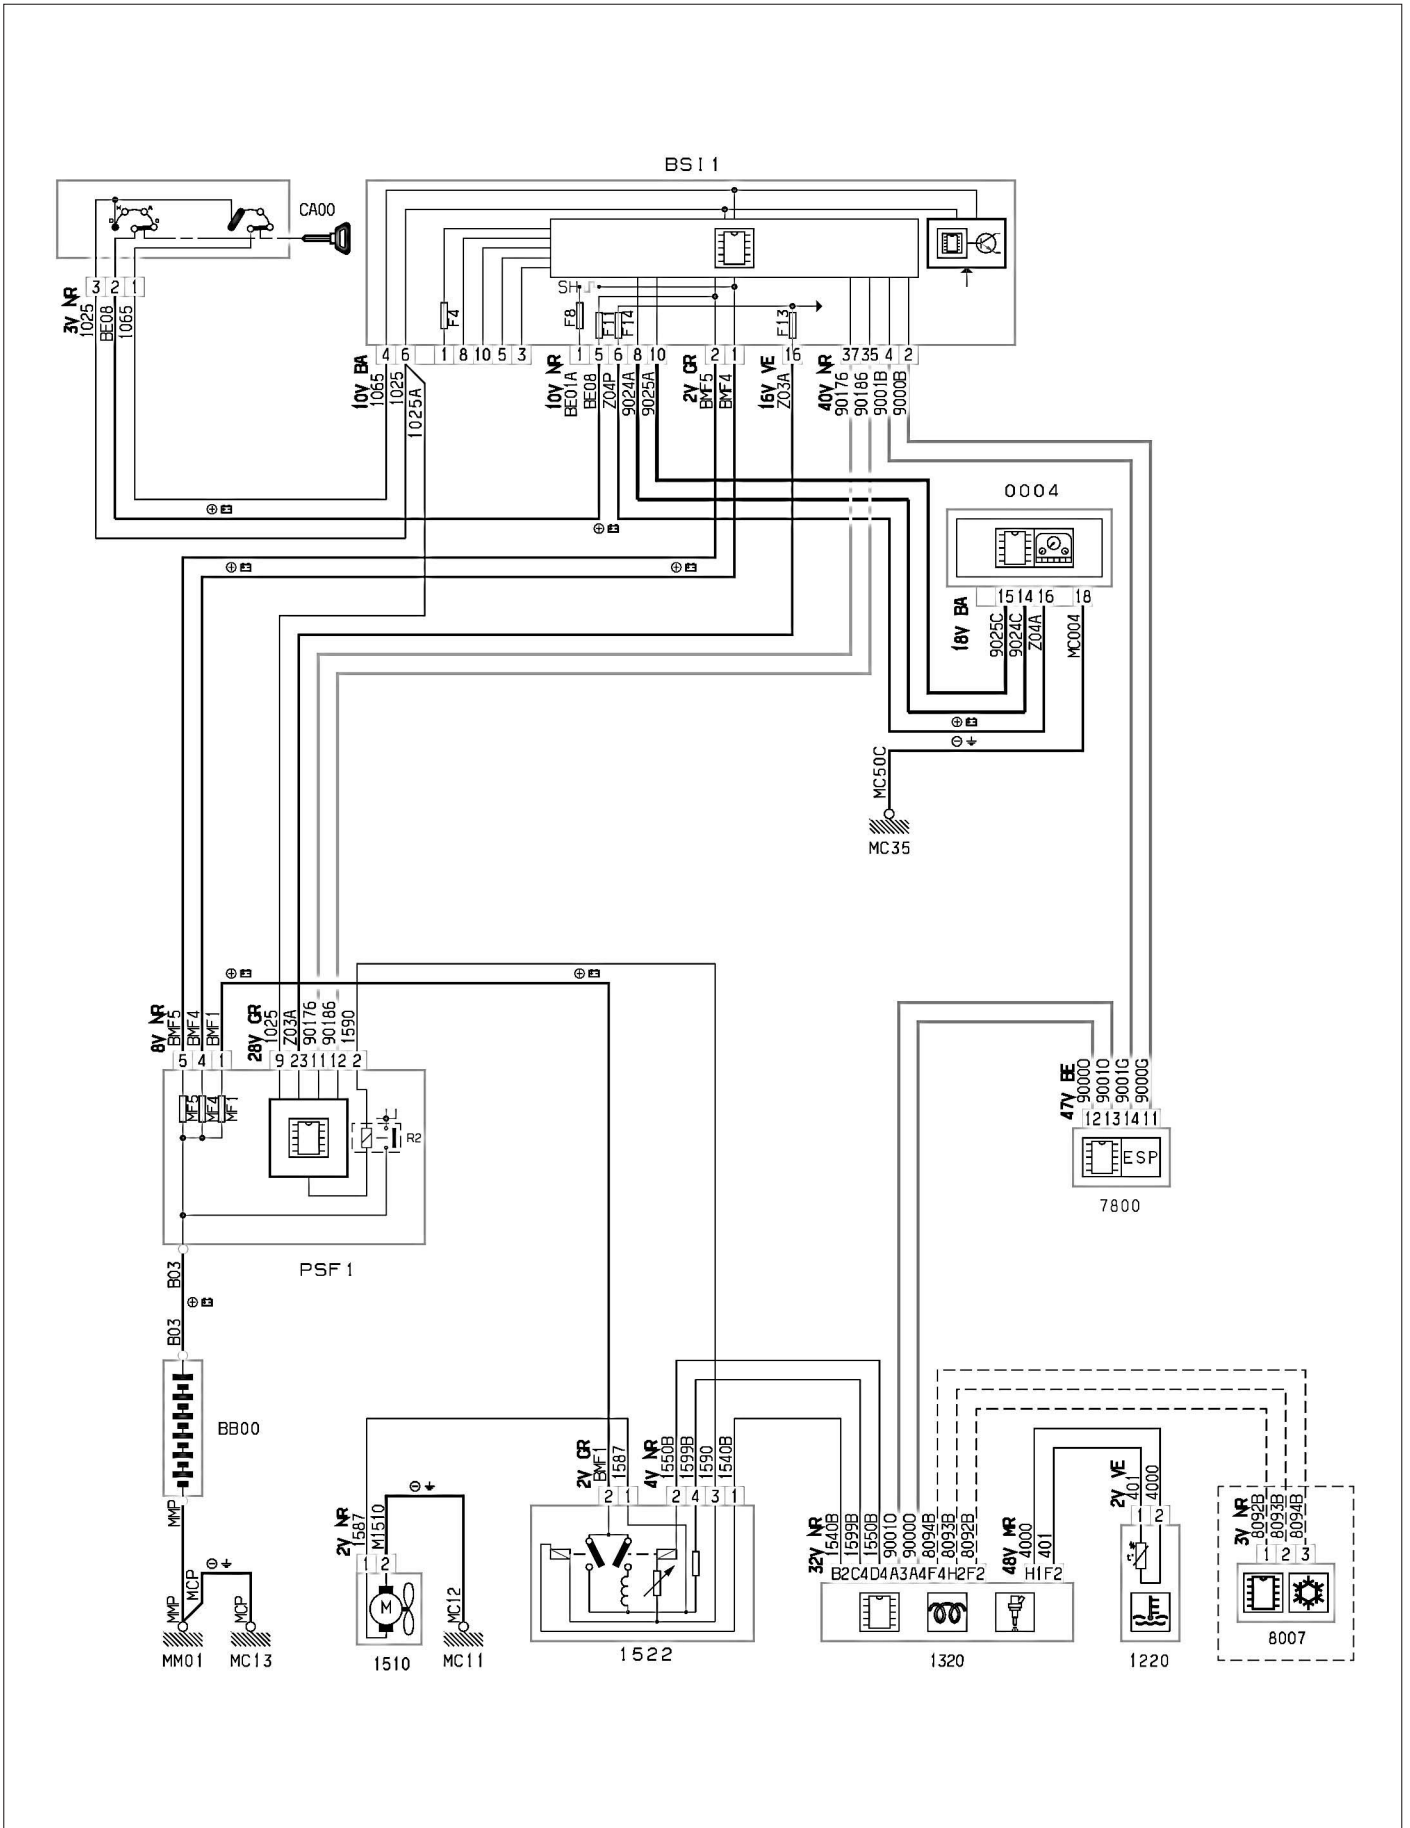 BSI1
CA00
3 2 1
3V NR
1025
BE08
1065
F4
SH
F8
F11
F14
F13
4 6 1 8 10 5 3 1 5 6 8 10 2 1 16 37 35 4 2
10V BA
1065
1025
1025A
10V NR
BE01A
BE08
Z04P
9024A
9025A
2V GR
BMF5
BMF4
16V VE
Z03A
40V NR
90176
90186
9001B
9000B
0004
15 14 16 18
18V BA
9025C
9024C
Z04A
MC004
MC50C
MC35
8V NR
BMF5
BMF4
BMF1
28V GR
1025
Z03A
90176
90186
1590
5 4 1 9 23 11 12 2
MF5
MF4
MF1
R2
PSF1
47V BE
90000
90010
9001G
9000G
12 13 14 11
ESP
7800
B03
B03
BB00
MMP
MMP
MCP
MCP
MM01
MC13
2V NR
1587
M1510
1 2
M
1510
MC12
MC11
2V GR
BMF1
1587
4V NR
1550B
1599B
1590
1540B
2 1 2 4 3 1
1522
32V NR
1540B
1599B
1550B
90010
90000
8094B
8093B
8092B
48V MR
4000
401
B2 C4 D4 A3 A4 F4 H2 F2 H1 F2
1320
2V VE
401
4000
1 2
1220
3V NR
8092B
8093B
8094B
1 2 3
8007